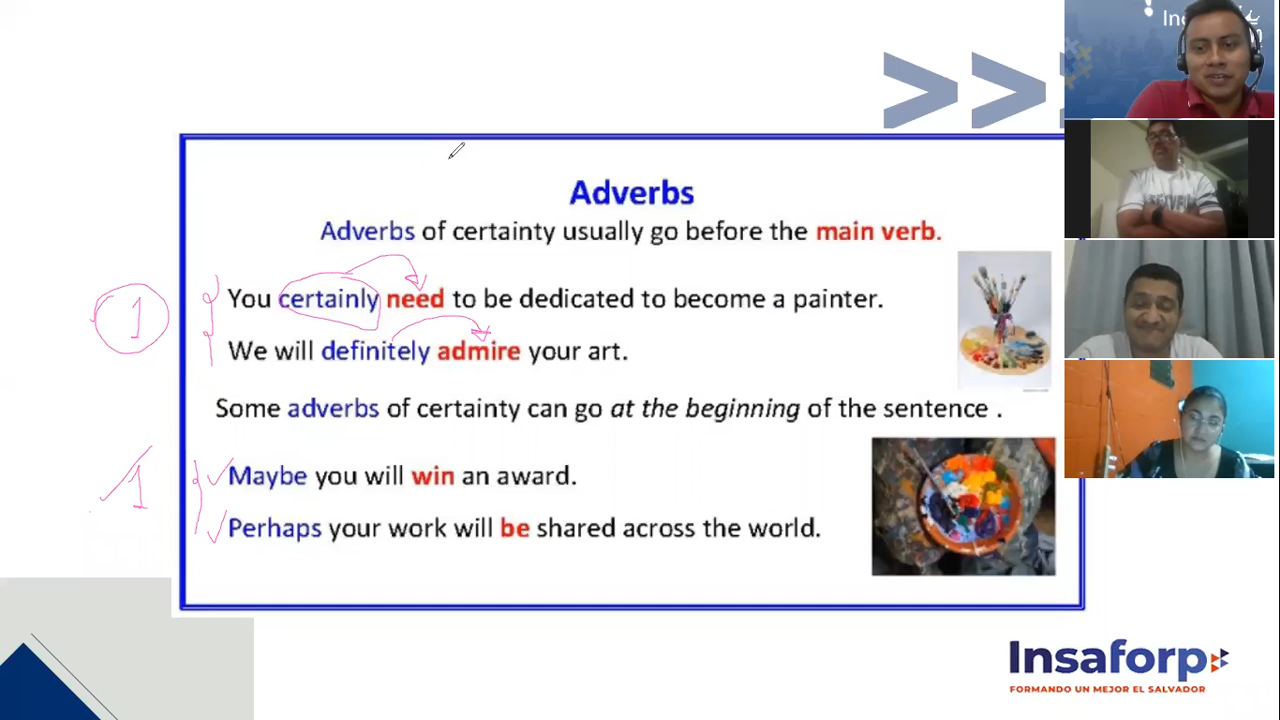 Adverbs
Adverbs of certainty usually go before the main verb.
You certainly need to be dedicated to become a painter.
1
We will definitely admire your art.
Some adverbs of certainty can go at the beginning of the sentence .
Maybe you will win an award.
1
Perhaps your work will be shared across the world.
Insaforp
FORMANDO UN MEJOR EL SALVADOR